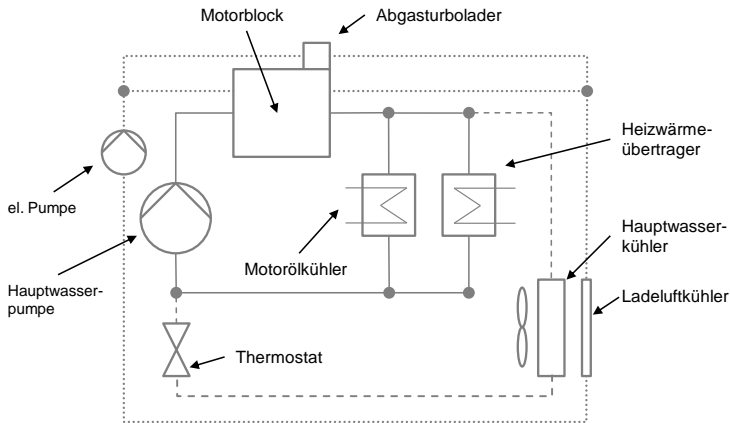 Motorblock
Abgasturbolader
Heizwärme-
übertrager
el. Pumpe
Hauptwasser-
kühler
Motorölkühler
Hauptwasser-
pumpe
Ladeluftkühler
Thermostat